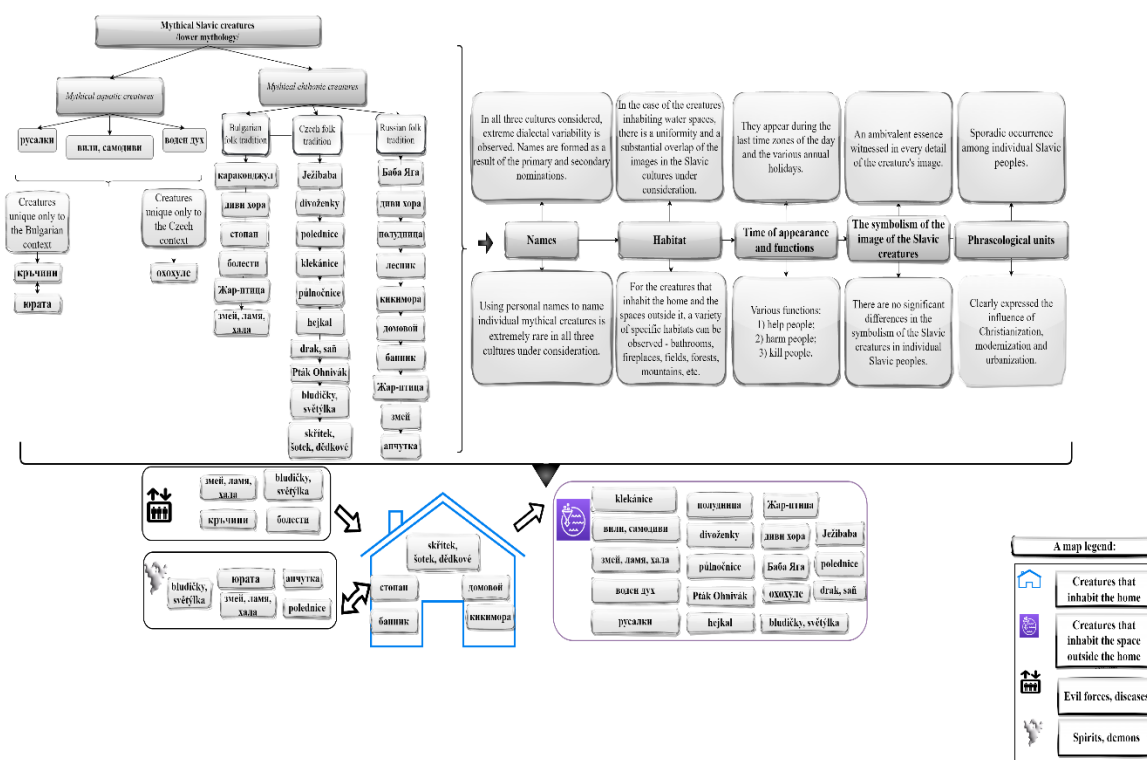 Mythical Slavic creatures
/lower mythology/
Mythical aquatic creatures
Mythical chthonic creatures
русалки
вили, самодиви
воден дух
Creatures
unique only to
the Bulgarian
context
кръчини
юрата
Creatures
unique only to
the Czech
context
охохуле
Bulgarian
folk tradition
караконджул
диви хора
стопан
болести
Жар-птица
змей, ламя,
хала
Czech folk
tradition
Ježibaba
divoženky
polednice
klekánice
půlnočnice
hejkal
drak, saň
Pták Ohnivák
bludičky,
světýlka
skřítek,
šotek, dědkové
Russian folk
tradition
Баба Яга
диви хора
полудница
лесник
кикимора
домовой
банник
Жар-птица
змей
анчутка
In all three cultures considered,
extreme dialectal variability is
observed. Names are formed as a
result of the primary and secondary
nominations.
In the case of the creatures
inhabiting water spaces,
there is a uniformity and a
substantial overlap of the
images in the Slavic
cultures under
consideration.
They appear during the
last time zones of the day
and the various annual
holidays.
An ambivalent essence
witnessed in every detail
of the creature's image.
Sporadic occurrence
among individual Slavic
peoples.
Names
Habitat
Time of appearance
and functions
The symbolism of the
image of the Slavic
creatures
Phraseological units
Using personal names to name
individual mythical creatures is
extremely rare in all three
cultures under consideration.
For the creatures that
inhabit the home and the
spaces outside it, a variety
of specific habitats can be
observed - bathrooms,
fireplaces, fields, forests,
mountains, etc.
Various functions:
1) help people;
2) harm people;
3) kill people.
There are no significant
differences in the
symbolism of the Slavic
creatures in individual
Slavic peoples.
Clearly expressed the
influence of
Christianization,
modernization and
urbanization.
змей, ламя,
хала
bludičky,
světýlka
кръчини
болести
bludičky,
světýlka
юрата
анчутка
змей, ламя,
хала
polednice
skřítek,
šotek, dědkové
стопан
домовой
банник
кикимора
klekánice
полудница
Жар-птица
вили, самодиви
divoženky
диви хора
Ježibaba
змей, ламя, хала
půlnočnice
Баба Яга
polednice
воден дух
Pták Ohnivák
охохуле
drak, saň
русалки
hejkal
bludičky, světýlka
A map legend:
Creatures that
inhabit the home
Creatures that
inhabit the space
outside the home
Evil forces, diseases
Spirits, demons